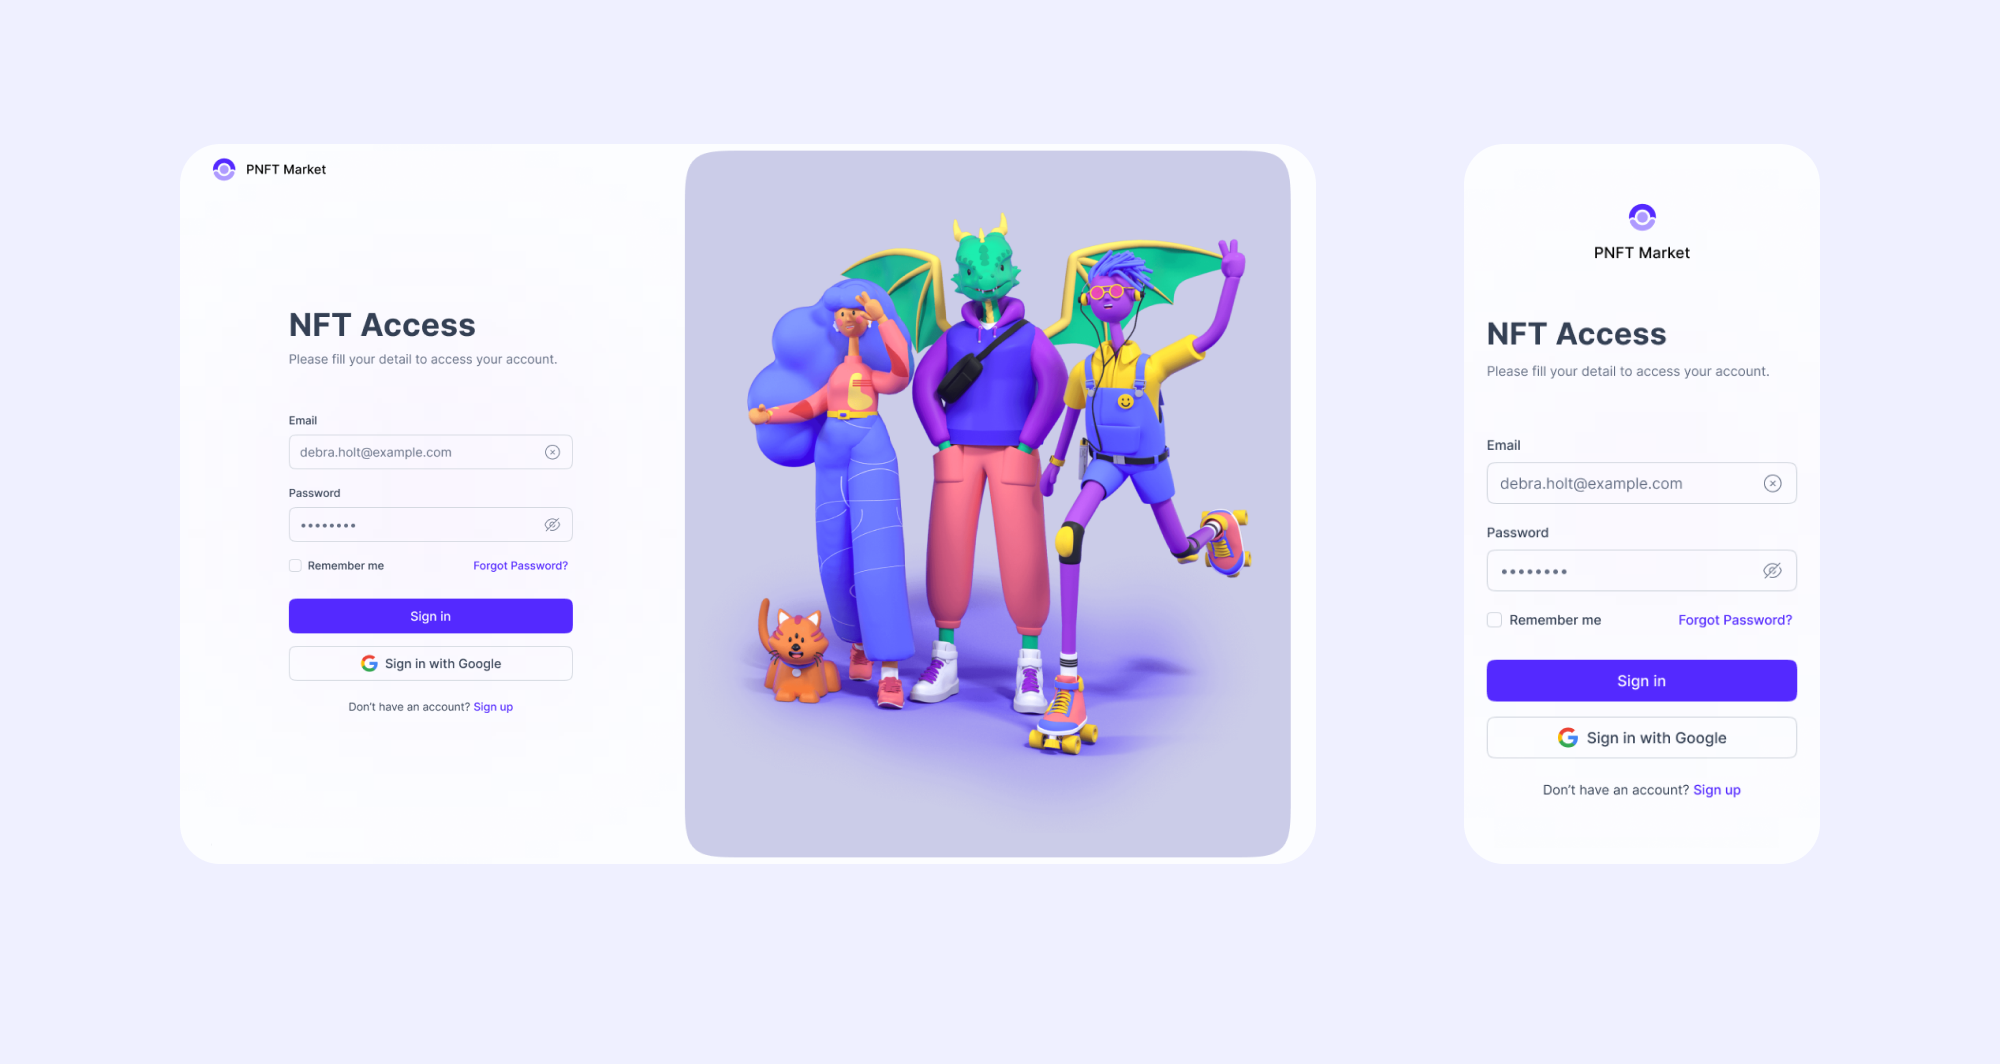 PNFT Market
NFT Access
Please fill your detail to access your account.
Email
debra.holt@example.com
Password
••••••••
Remember me
Forgot Password?
Sign in
Sign in with Google
Don't have an account? Sign up
PNFT Market
NFT Access
Please fill your detail to access your account.
Email
debra.holt@example.com
Password
••••••••
Remember me
Forgot Password?
Sign in
Sign in with Google
Don't have an account? Sign up